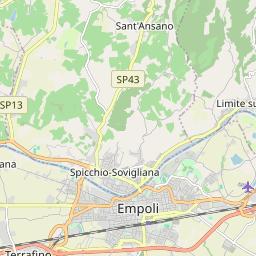 Sant'Ansano
SP43
SP13
Limite su
ana
Spicchio-Sovigliana
Empoli
Terrafino